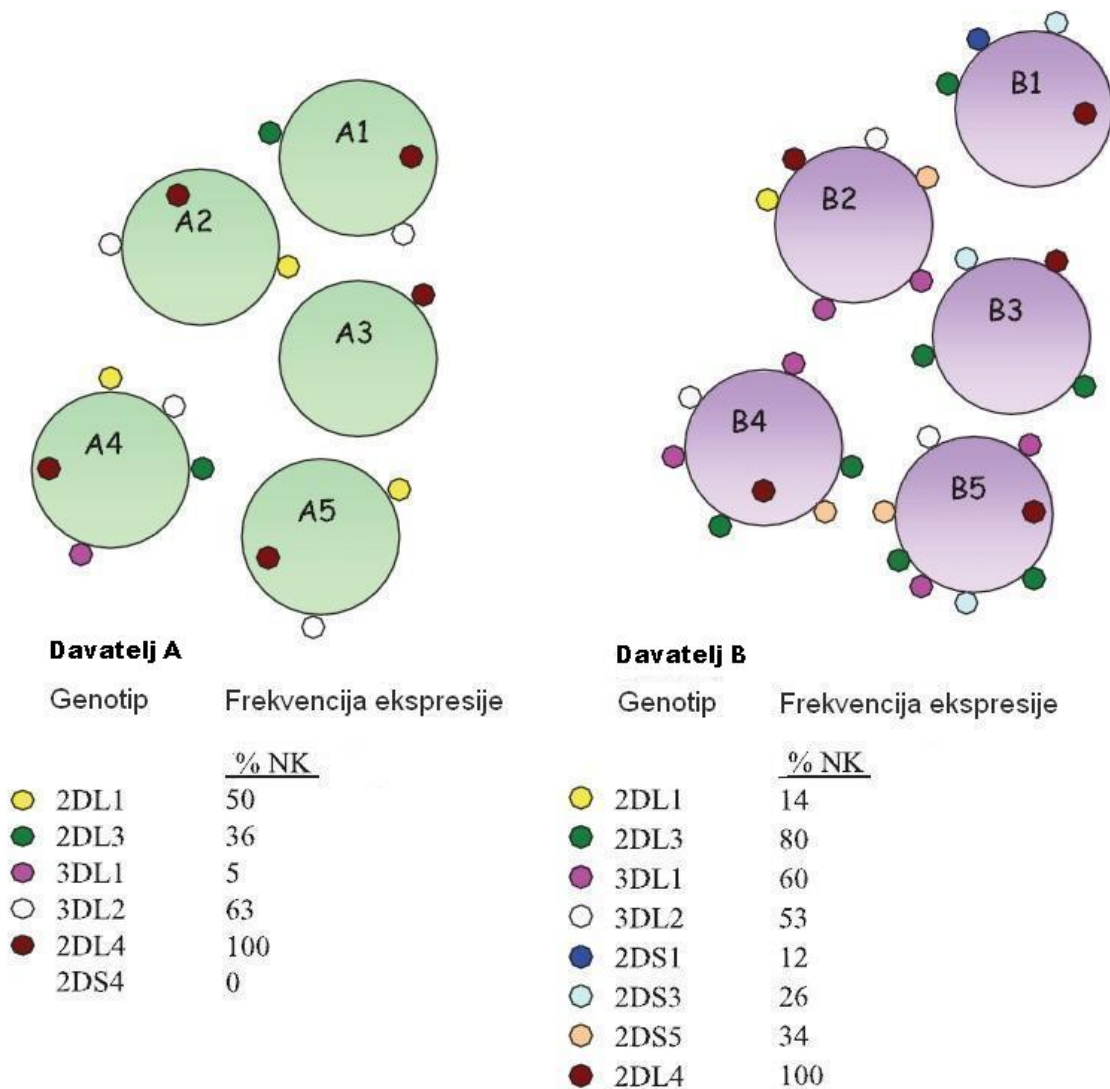 A1
A2
A3
A4
A5
B1
B2
B3
B4
B5
Davatelj A
Genotip Frekvencija ekspresije
% NK
2DL1 50
2DL3 36
3DL1 5
3DL2 63
2DL4 100
2DS4 0
Davatelj B
Genotip Frekvencija ekspresije
% NK
2DL1 14
2DL3 80
3DL1 60
3DL2 53
2DS1 12
2DS3 26
2DS5 34
2DL4 100